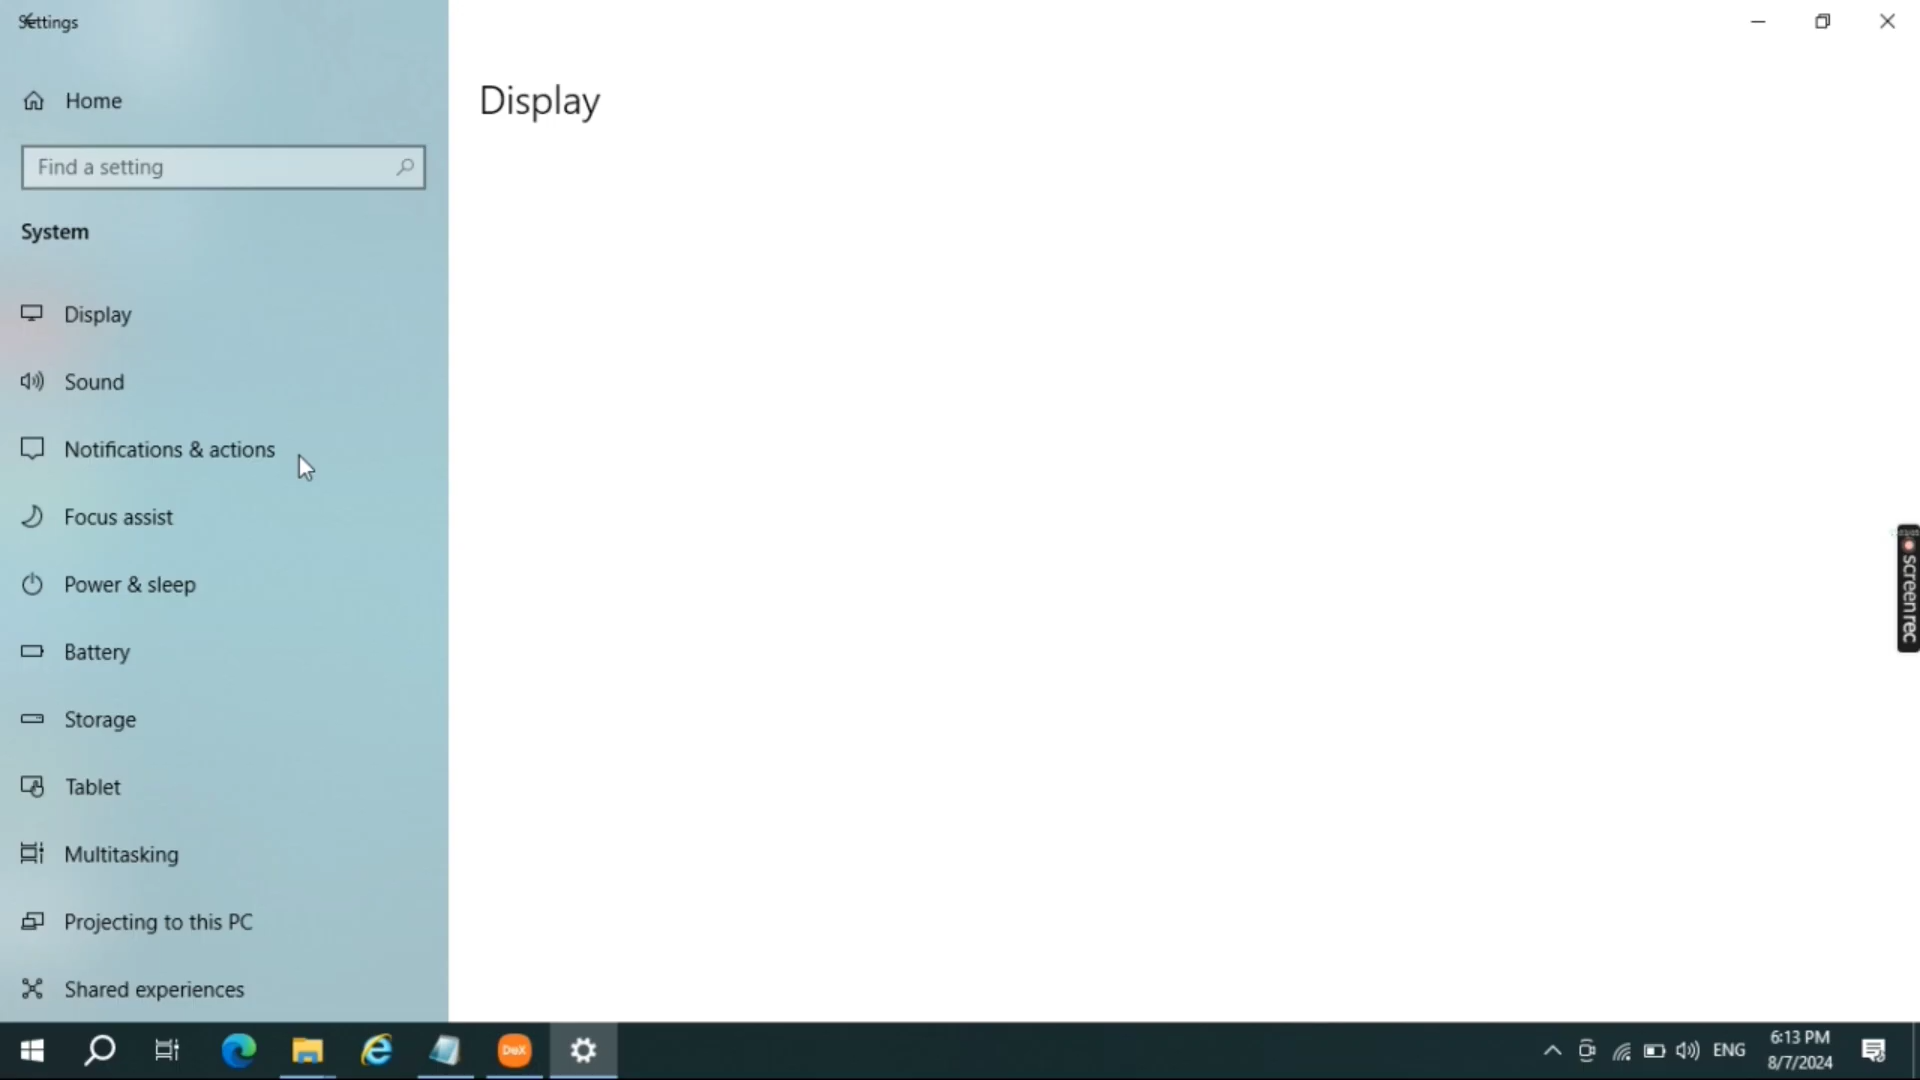 Settings
Home
Find a setting
System
Display
Sound
Notifications & actions
Focus assist
Power & sleep
Battery
Storage
Tablet
Multitasking
Projecting to this PC
Shared experiences
Display
screenrec
DeX
ENG
6:13 PM
8/7/2024